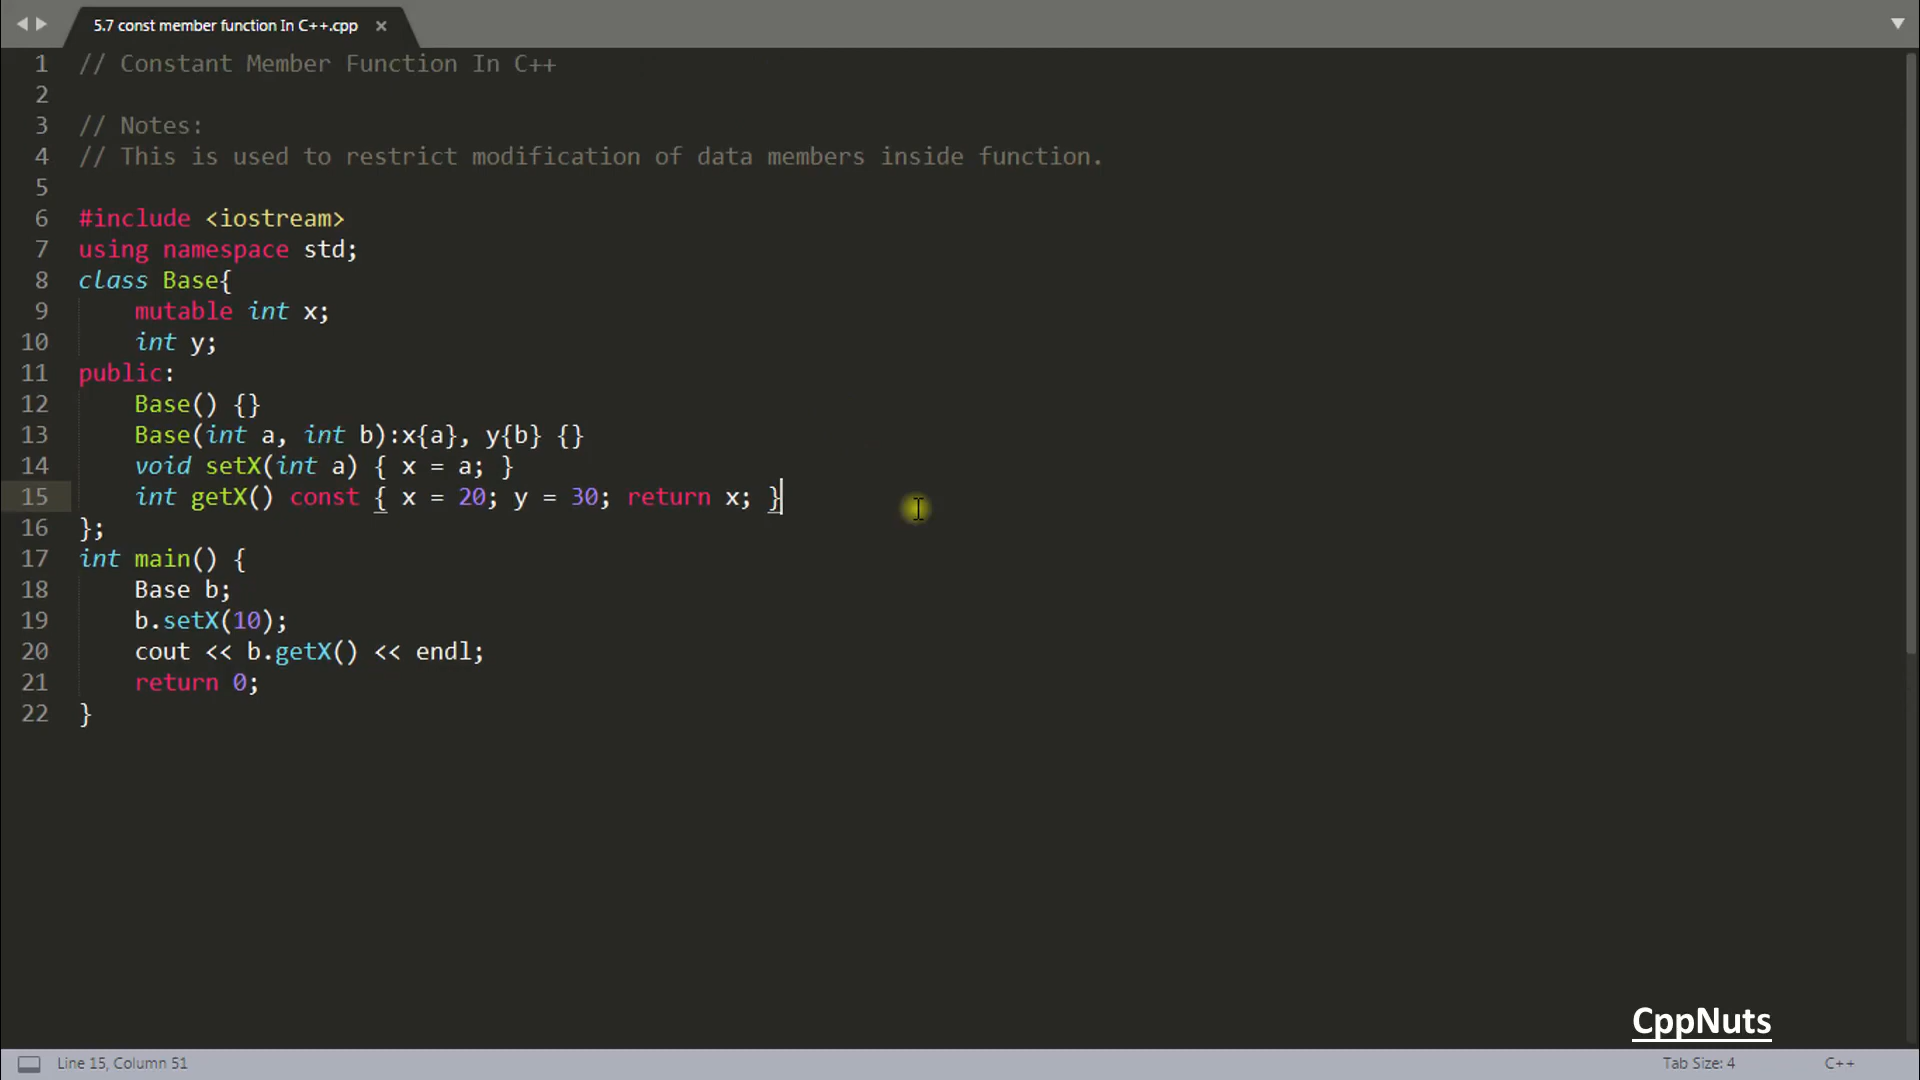 5.7 const member function In C++.cpp ×
1 // Constant Member Function In C++
2
3 // Notes:
4 // This is used to restrict modification of data members inside function.
5
6 #include <iostream>
7 using namespace std;
8 class Base{
9     mutable int x;
10     int y;
11 public:
12     Base() {}
13     Base(int a, int b):x{a}, y{b} {}
14     void setX(int a) { x = a; }
15     int getX() const { x = 20; y = 30; return x; }
16 };
17 int main() {
18     Base b;
19     b.setX(10);
20     cout << b.getX() << endl;
21     return 0;
22 }
CppNuts
Line 15, Column 51 Tab Size: 4 C++